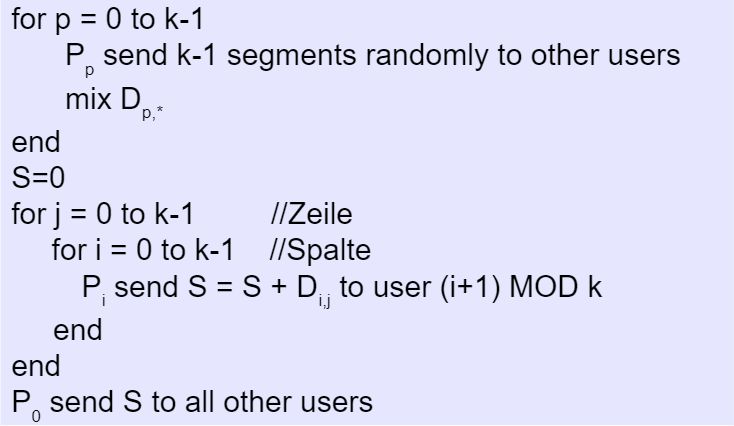 for p = 0 to k-1
P_p send k-1 segments randomly to other users
mix D_p,*
end
S=0
for j = 0 to k-1 //Zeile
for i = 0 to k-1 //Spalte
P_i send S = S + D_i,j to user (i+1) MOD k
end
end
P_0 send S to all other users